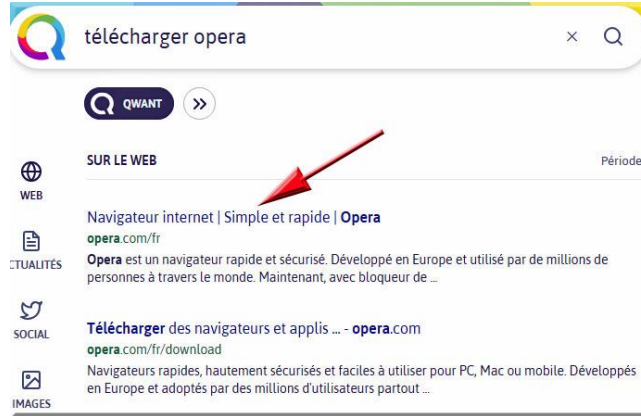 télécharger opera
QWANT
SUR LE WEB
Période
WEB
Navigateur internet | Simple et rapide | Opera
opera.com/fr
Opera est un navigateur rapide et sécurisé. Développé en Europe et utilisé par de millions de
personnes à travers le monde. Maintenant, avec bloqueur de ...
CTUALITÉS
SOCIAL
Télécharger des navigateurs et applis ... - opera.com
opera.com/fr/download
Navigateurs rapides, hautement sécurisés et faciles à utiliser pour PC, Mac ou mobile. Développés
en Europe et adoptés par des millions d'utilisateurs partout ...
IMAGES